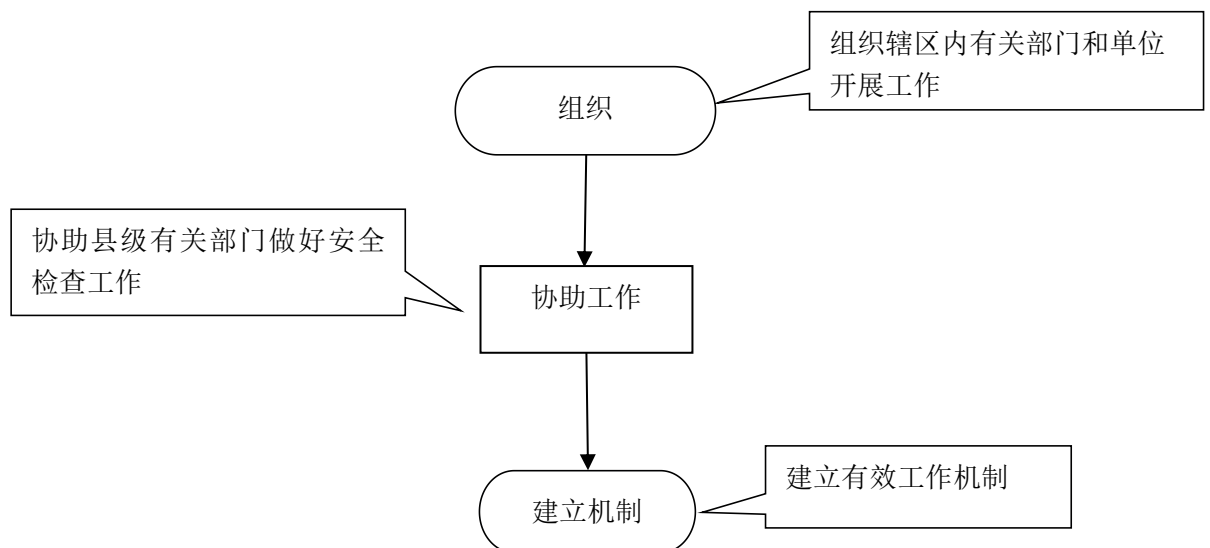 组织辖区内有关部门和单位
开展工作
组织
协助县级有关部门做好安全
检查工作
协助工作
建立有效工作机制
建立机制